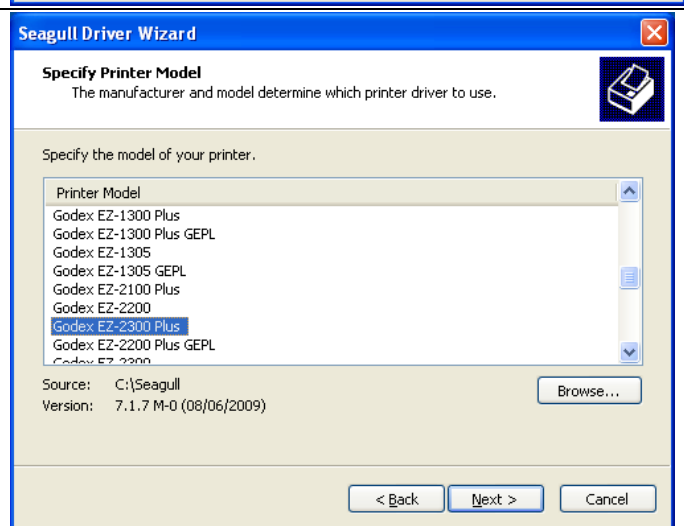 Seagull Driver Wizard
Specify Printer Model
The manufacturer and model determine which printer driver to use.
Specify the model of your printer.
Printer Model
Godex EZ-1300 Plus
Godex EZ-1300 Plus GEPL
Godex EZ-1305
Godex EZ-1305 GEPL
Godex EZ-2100 Plus
Godex EZ-2200
Godex EZ-2300 Plus
Godex EZ-2200 Plus GEPL
Godex EZ-2300
Source: C:\Seagull
Browse...
Version: 7.1.7 M-0 (08/06/2009)
< Back Next > Cancel